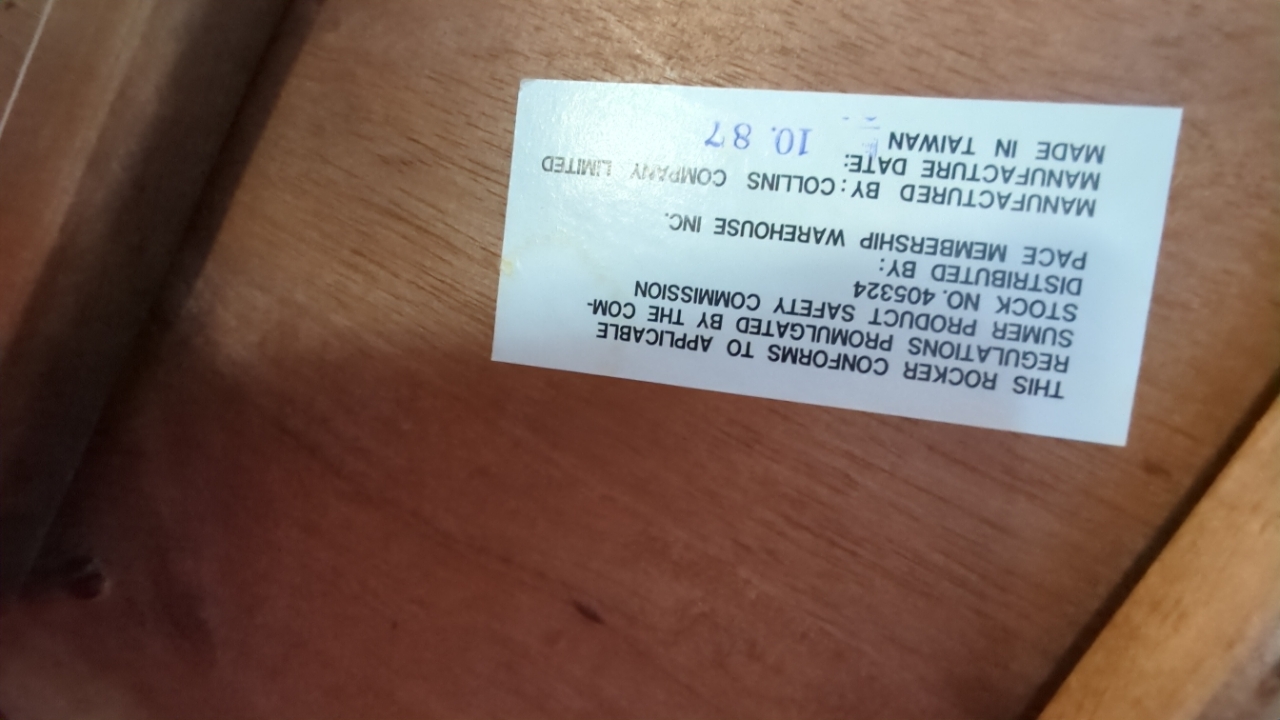 THIS ROCKER CONFORMS TO APPLICABLE
REGULATIONS PROMULGATED BY THE COM-
SUMER PRODUCT SAFETY COMMISSION
STOCK NO. 405324
DISTRIBUTED BY:
PACE MEMBERSHIP WAREHOUSE INC.
MANUFACTURED BY: COLLINS COMPANY LIMITED
MANUFACTURE DATE: 10. 87
MADE IN TAIWAN